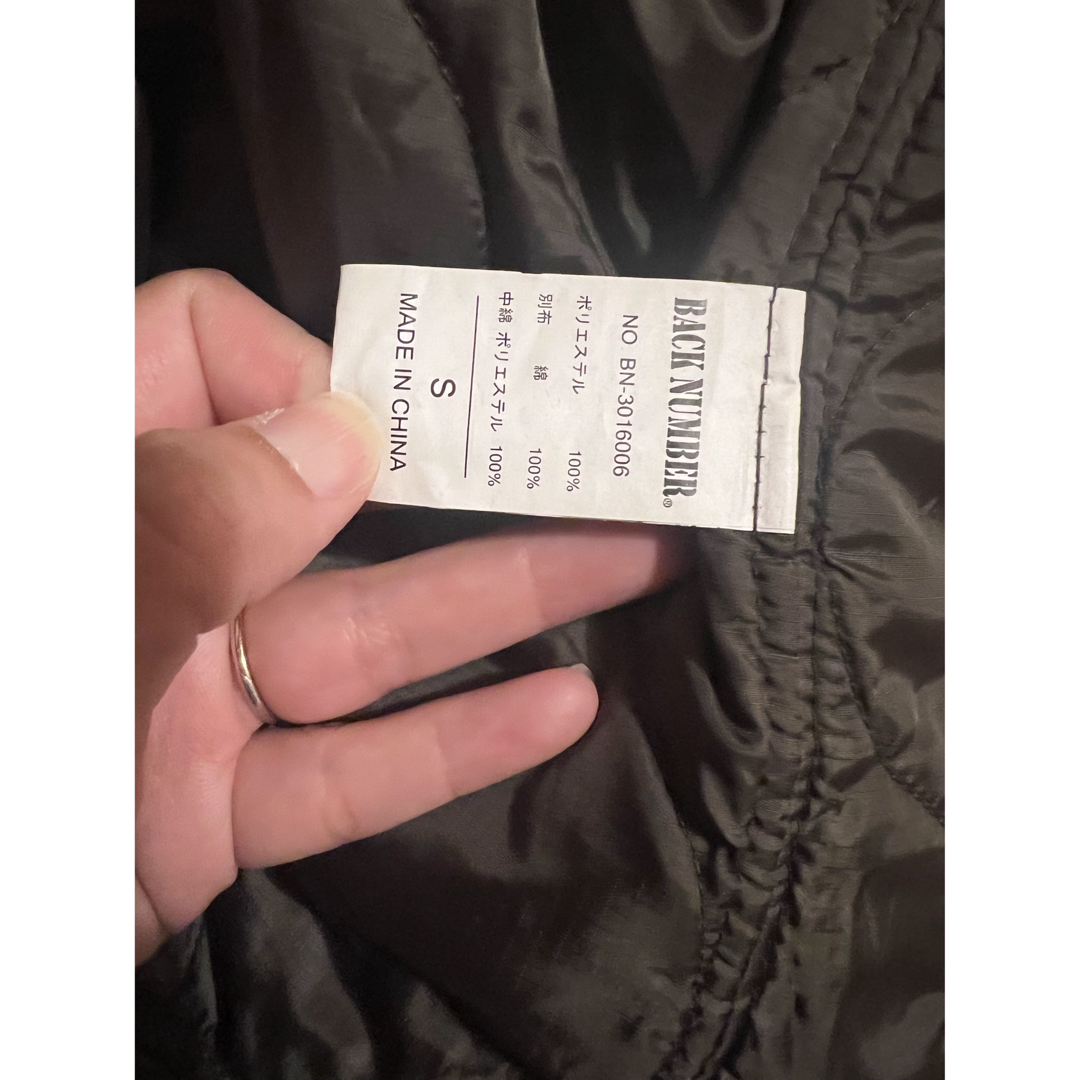 BACK NUMBER®
NO BN-3016006
ポリエステル 100%
別布 綿 100%
中綿 ポリエステル 100%
S
MADE IN CHINA